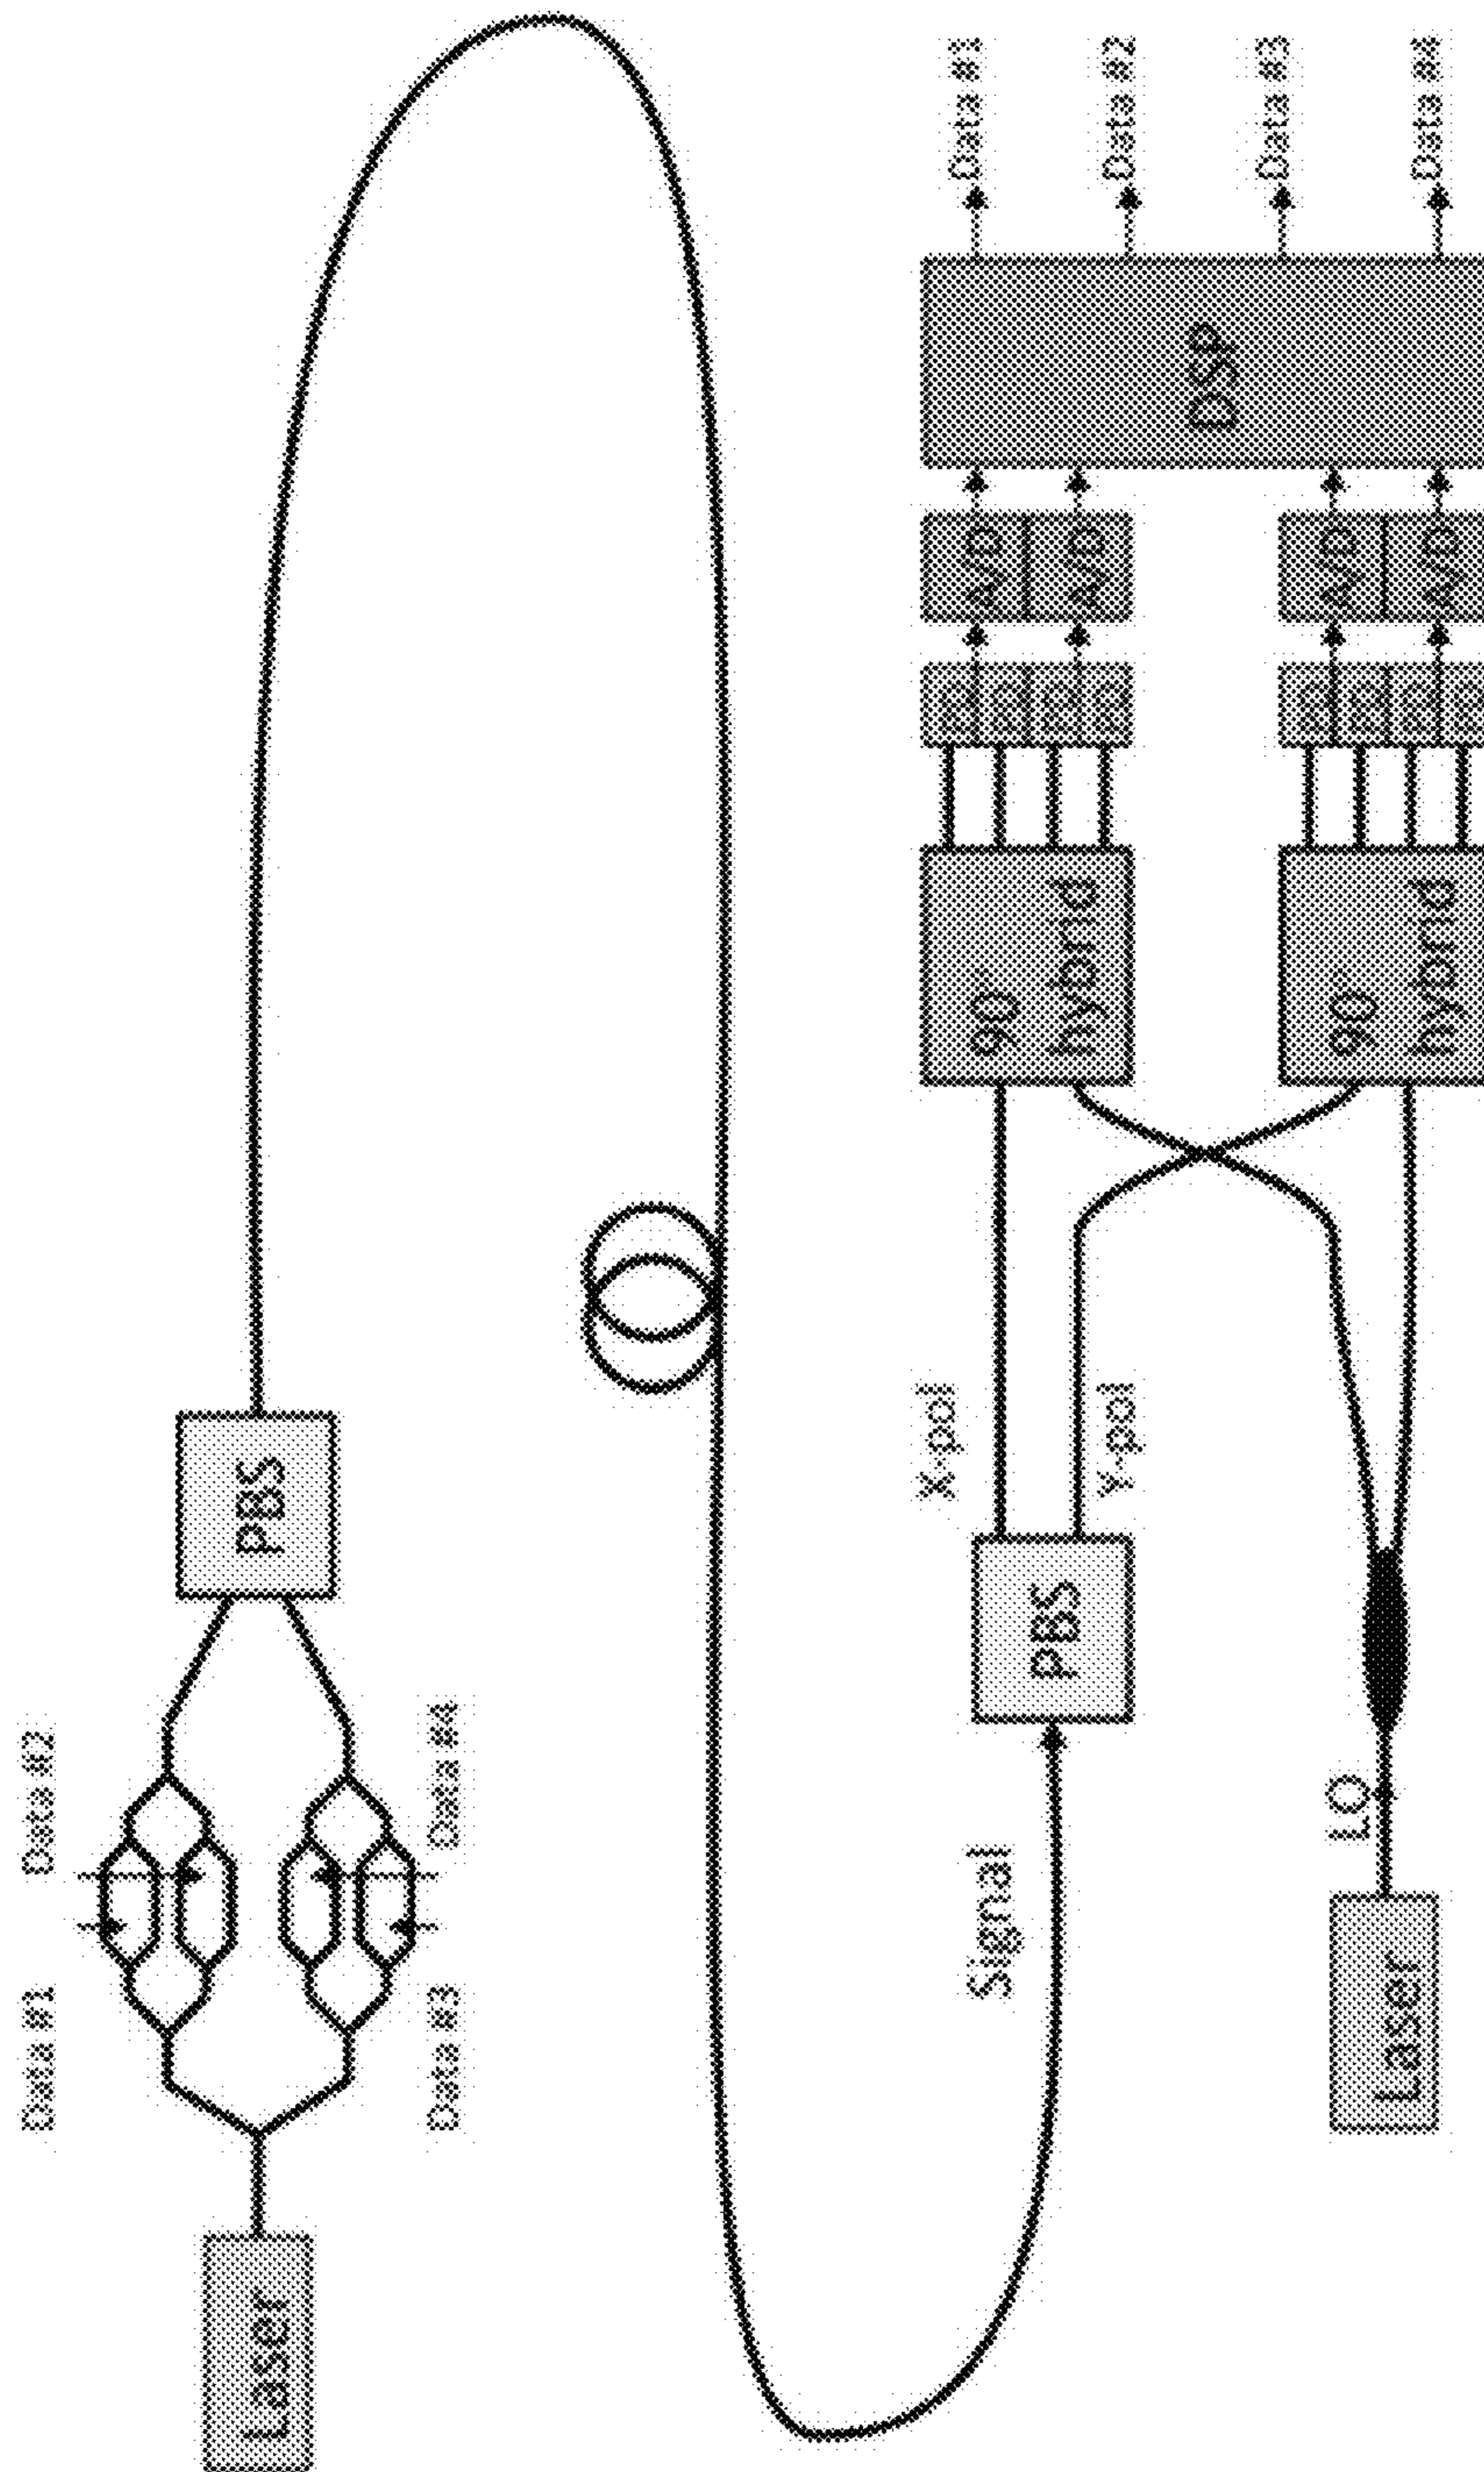 Laser
Data #1
Data #2
Data #3
Data #4
PBS
Signal
PBS
X-pol
Y-pol
Laser
LO
90°
hybrid
90°
hybrid
A/D
A/D
A/D
A/D
DSP
Data #1
Data #2
Data #3
Data #4